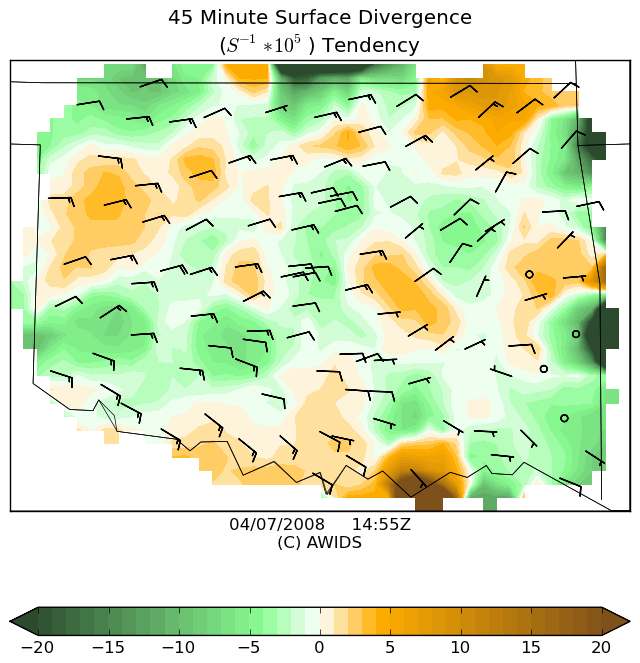 45 Minute Surface Divergence
(S⁻¹ *10⁵ ) Tendency
04/07/2008 14:55Z
(C) AWIDS
−20 −15 −10 −5 0 5 10 15 20